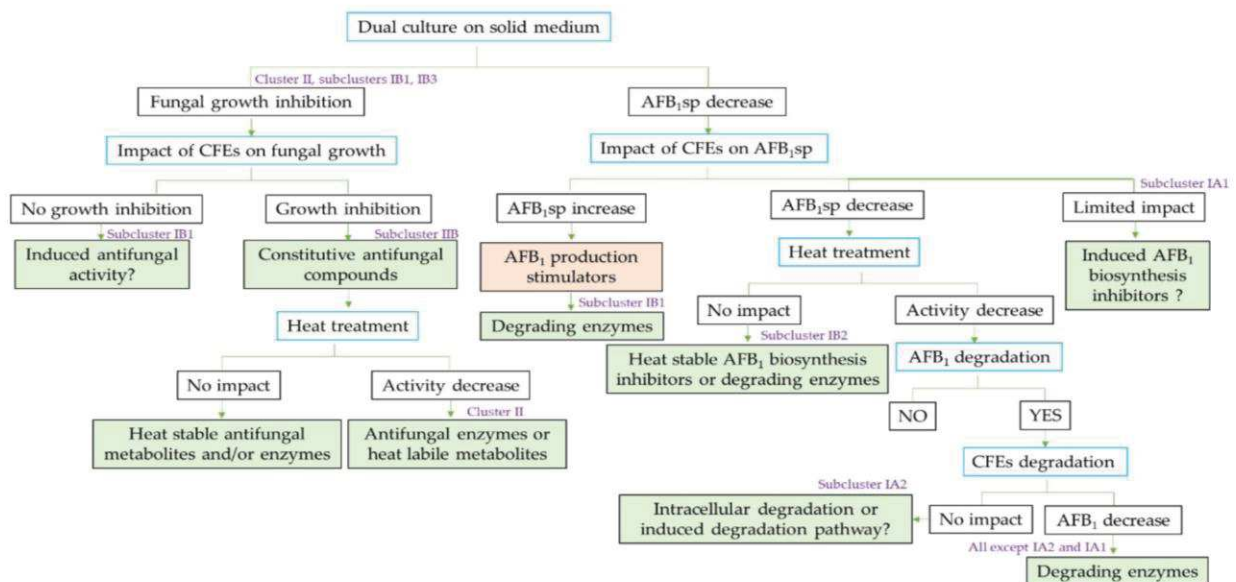 Dual culture on solid medium
Cluster II, subclusters IB1, IB3
Fungal growth inhibition
AFB₁sp decrease
Impact of CFEs on fungal growth
Impact of CFEs on AFB₁sp
Subcluster IA1
No growth inhibition
Growth inhibition
AFB₁sp increase
AFB₁sp decrease
Limited impact
Subcluster IB1
Subcluster IIB
Induced antifungal
activity?
Constitutive antifungal
compounds
AFB₁ production
stimulators
Heat treatment
Induced AFB₁
biosynthesis
inhibitors ?
Subcluster IB1
Degrading enzymes
Heat treatment
No impact
Activity decrease
Subcluster IB2
Heat stable AFB₁ biosynthesis
inhibitors or degrading enzymes
AFB₁ degradation
No impact
Activity decrease
Cluster II
NO
YES
Heat stable antifungal
metabolites and/or enzymes
Antifungal enzymes or
heat labile metabolites
CFEs degradation
Subcluster IA2
Intracellular degradation or
induced degradation pathway?
No impact
AFB₁ decrease
All except IA2 and IA1
Degrading enzymes